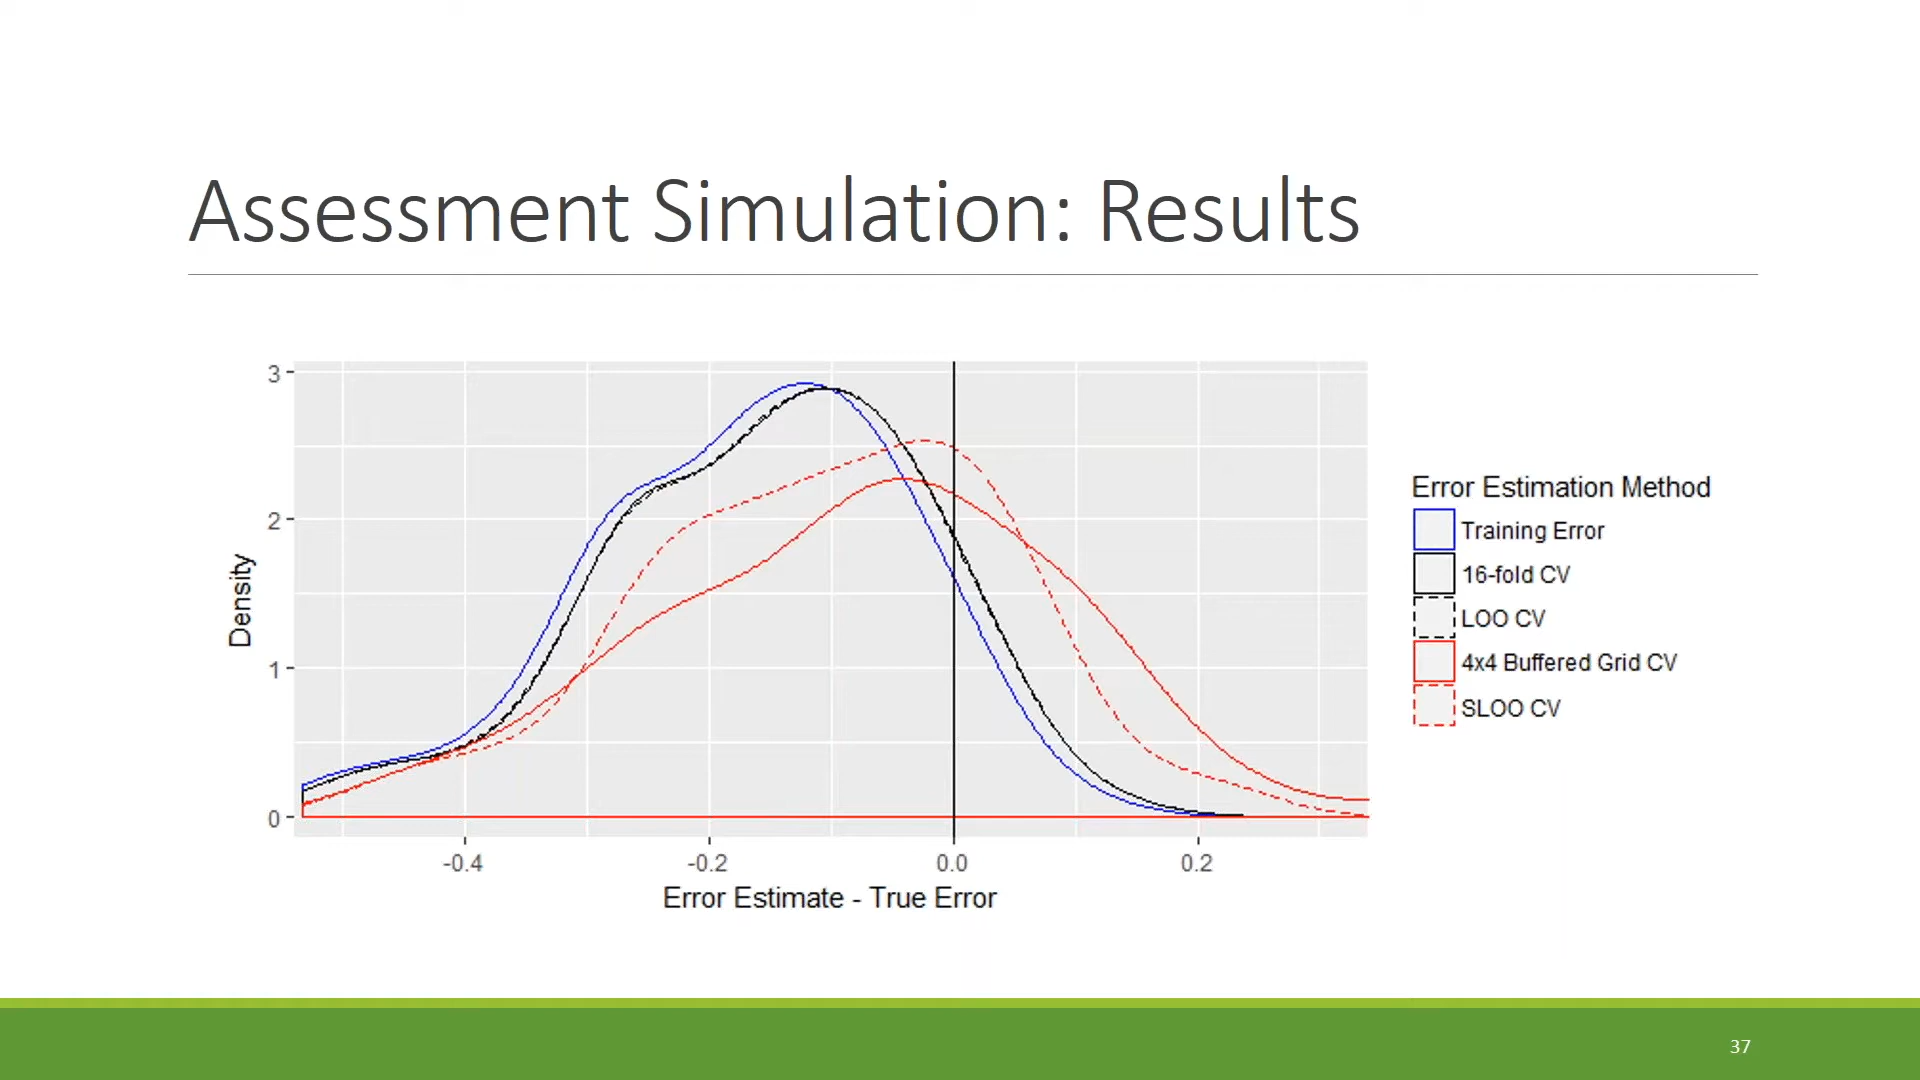 Assessment Simulation: Results
3
2
1
0
Density
-0.4
-0.2
0.0
0.2
Error Estimate - True Error
Error Estimation Method
Training Error
16-fold CV
LOO CV
4x4 Buffered Grid CV
SLOO CV
37